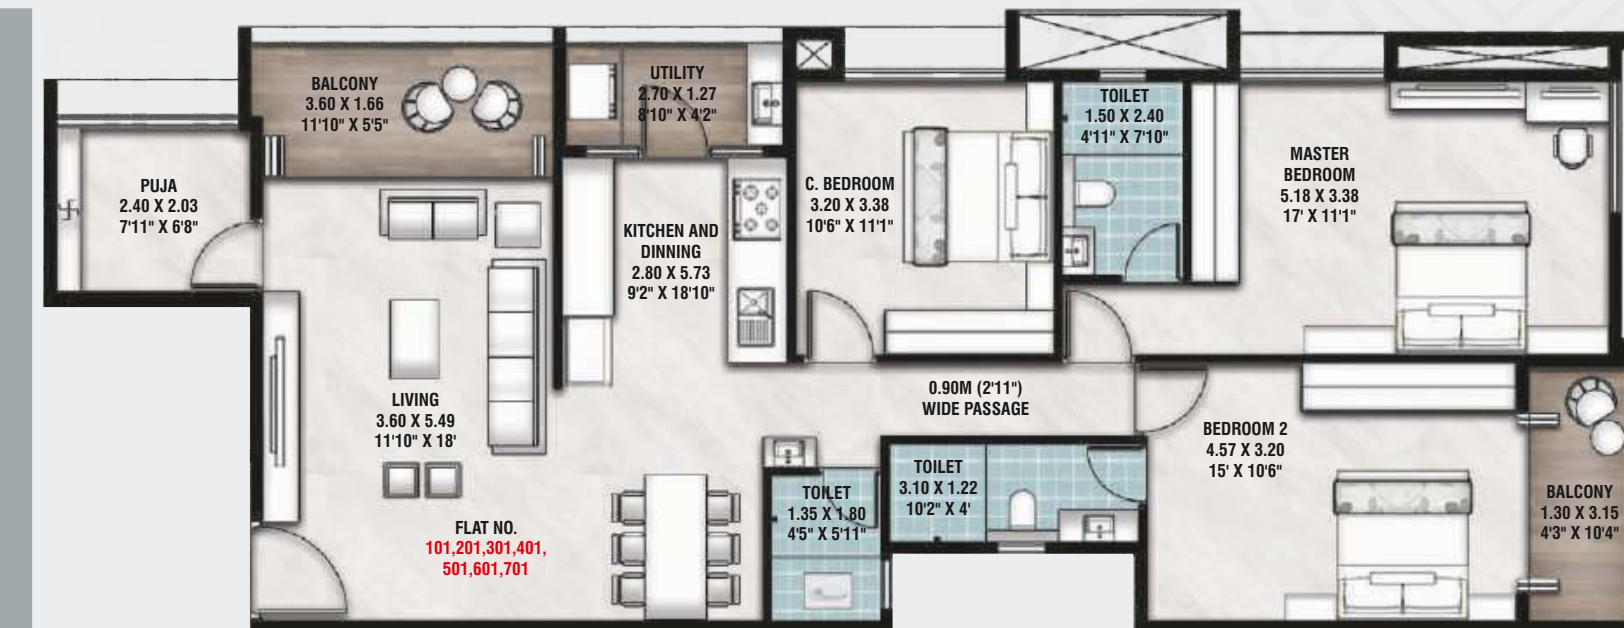 BALCONY
3.60 X 1.66
11'10" X 5'5"
UTILITY
2.70 X 1.27
8'10" X 4'2"
TOILET
1.50 X 2.40
4'11" X 7'10"
MASTER
BEDROOM
5.18 X 3.38
17' X 11'1"
PUJA
2.40 X 2.03
7'11" X 6'8"
C. BEDROOM
3.20 X 3.38
10'6" X 11'1"
KITCHEN AND
DINNING
2.80 X 5.73
9'2" X 18'10"
LIVING
3.60 X 5.49
11'10" X 18'
0.90M (2'11")
WIDE PASSAGE
BEDROOM 2
4.57 X 3.20
15' X 10'6"
TOILET
3.10 X 1.22
10'2" X 4'
TOILET
1.35 X 1.80
4'5" X 5'11"
BALCONY
1.30 X 3.15
4'3" X 10'4"
FLAT NO.
101,201,301,401,
501,601,701